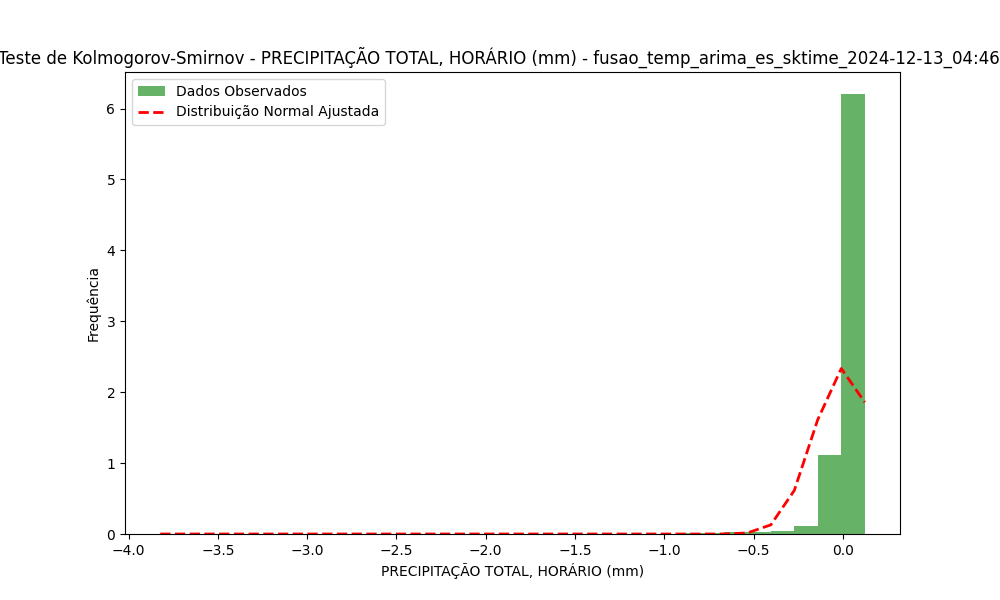 Teste de Kolmogorov-Smirnov - PRECIPITAÇÃO TOTAL, HORÁRIO (mm) - fusao_temp_arima_es_sktime_2024-12-13_04:46
Dados Observados
Distribuição Normal Ajustada
Frequência
6
5
4
3
2
1
0
−4.0 −3.5 −3.0 −2.5 −2.0 −1.5 −1.0 −0.5 0.0
PRECIPITAÇÃO TOTAL, HORÁRIO (mm)